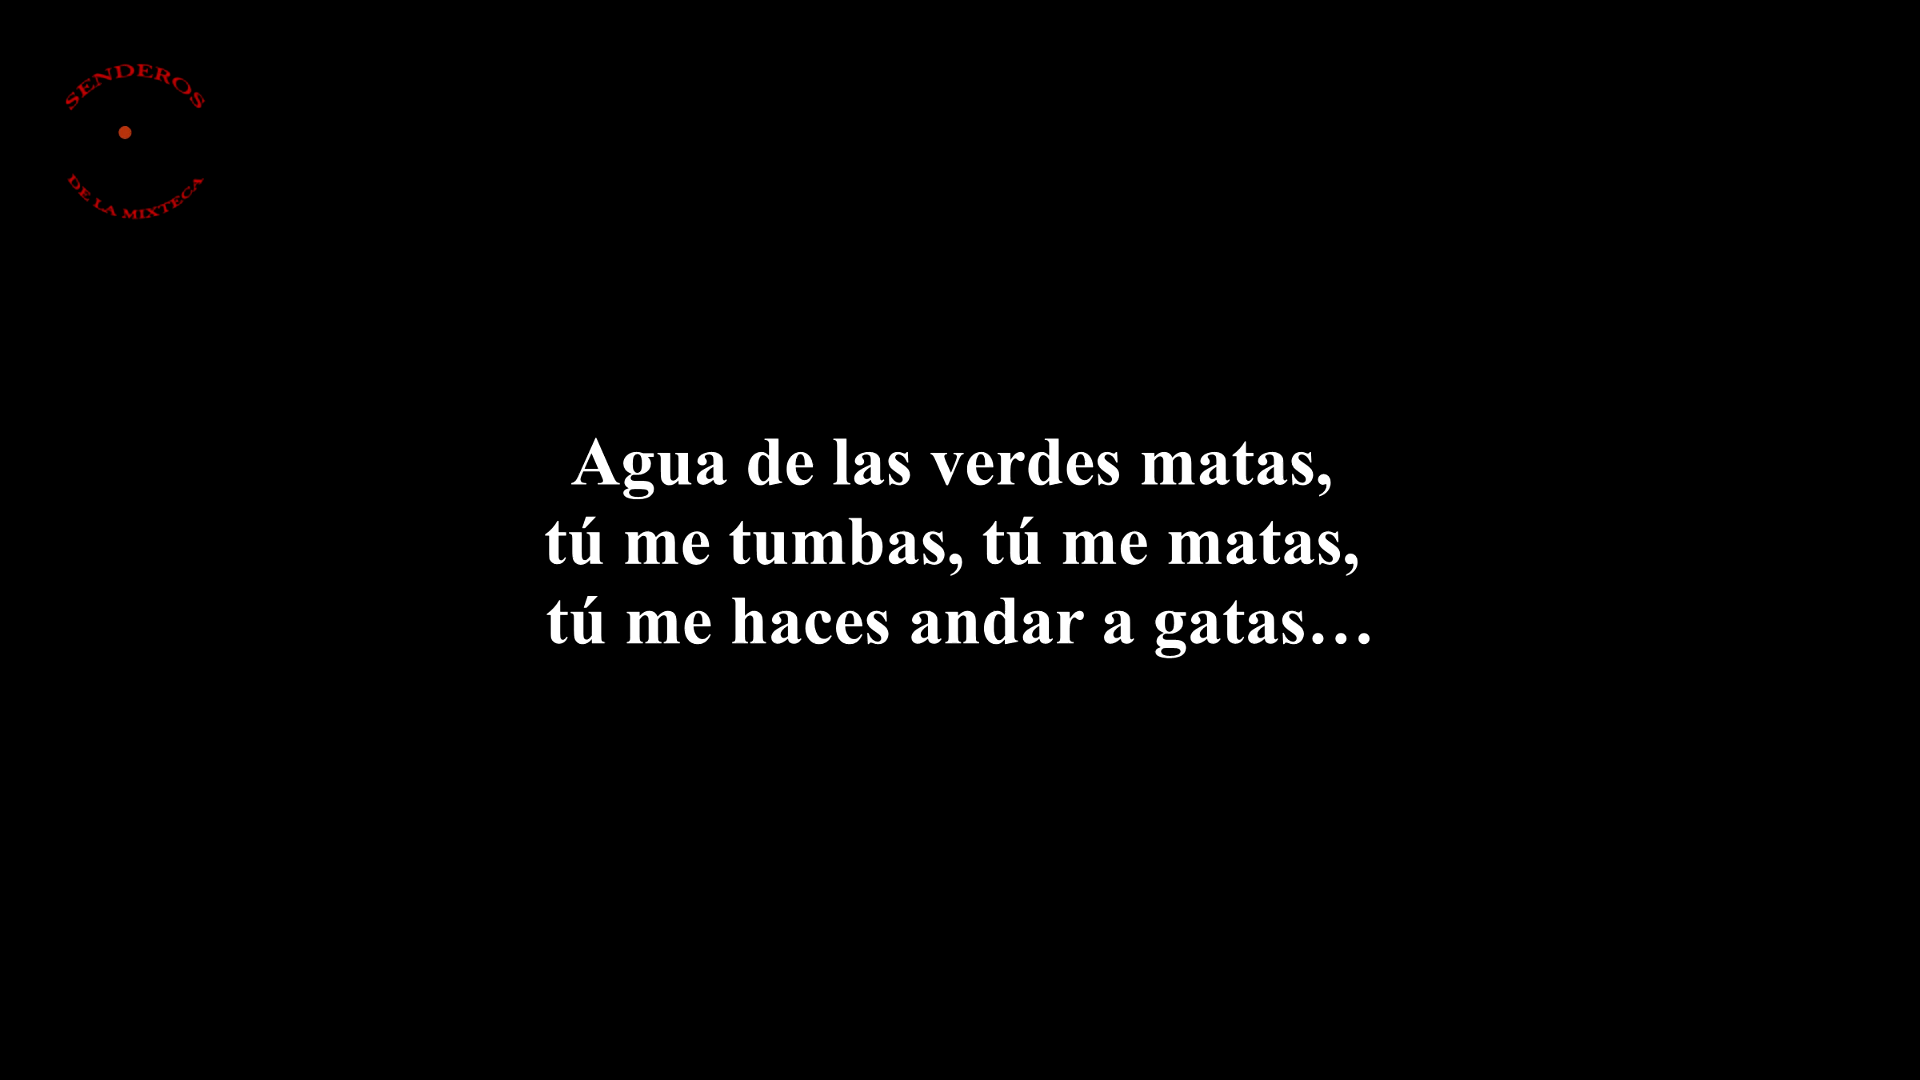 SENDEROS
DE LA MIXTECA
Agua de las verdes matas,
tú me tumbas, tú me matas,
tú me haces andar a gatas…